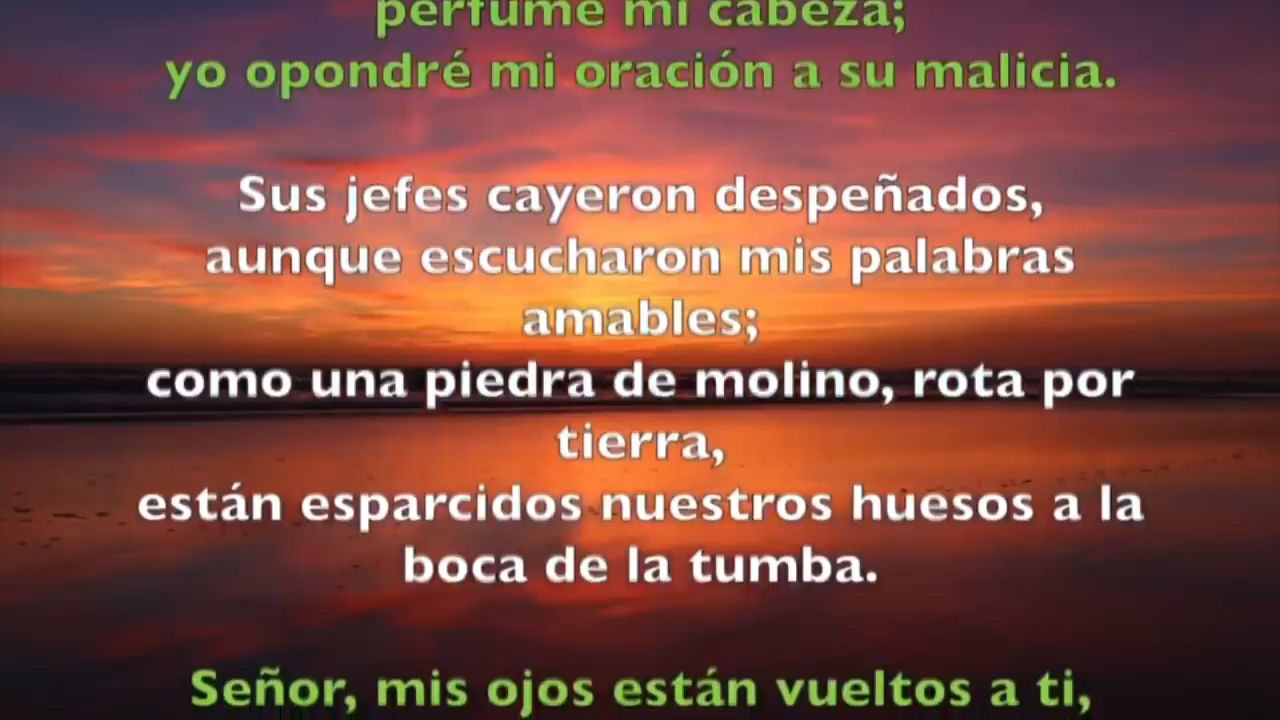 perfume mi cabeza;
yo opondré mi oración a su malicia.
Sus jefes cayeron despeñados,
aunque escucharon mis palabras
amables;
como una piedra de molino, rota por
tierra,
están esparcidos nuestros huesos a la
boca de la tumba.
Señor, mis ojos están vueltos a ti,